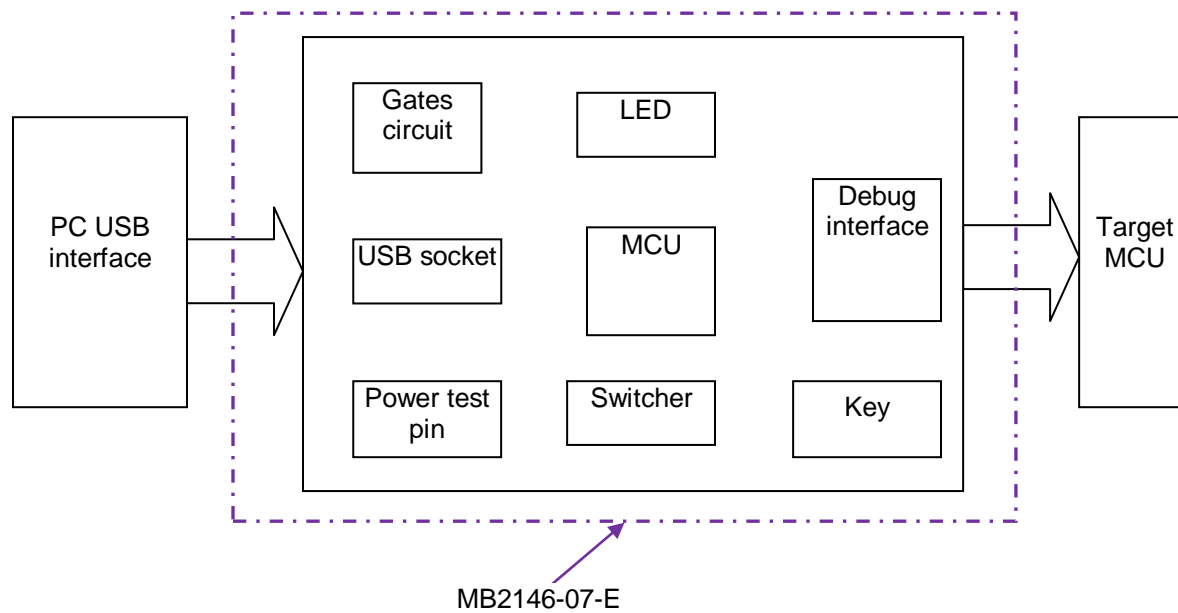 PC USB
interface
Gates
circuit
LED
USB socket
MCU
Debug
interface
Power test
pin
Switcher
Key
Target
MCU
MB2146-07-E